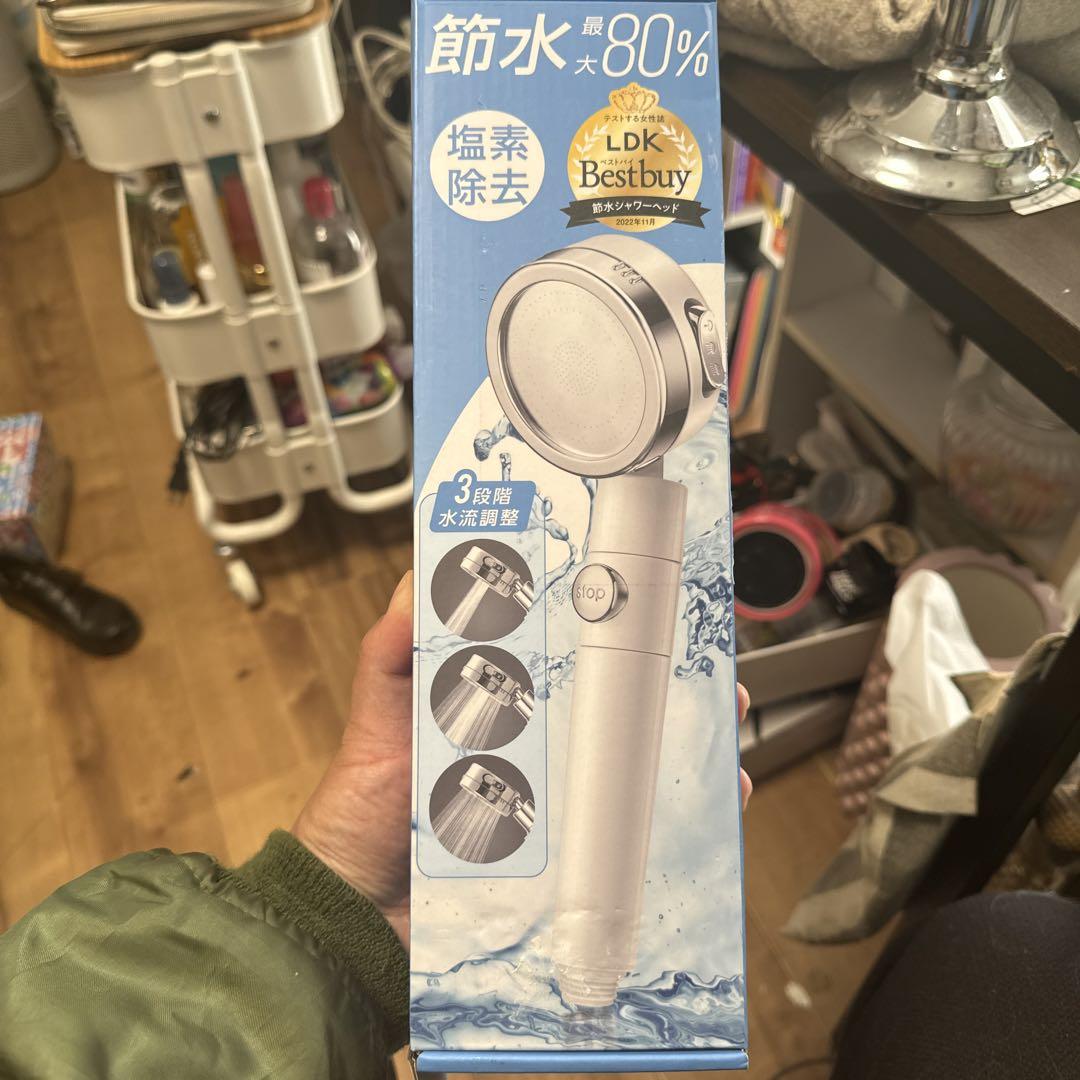 節水 最大80%
塩素
除去
テストする女性誌
LDK
ベストバイ
Bestbuy
節水シャワーヘッド
2022年11月
3段階
水流調整
stop